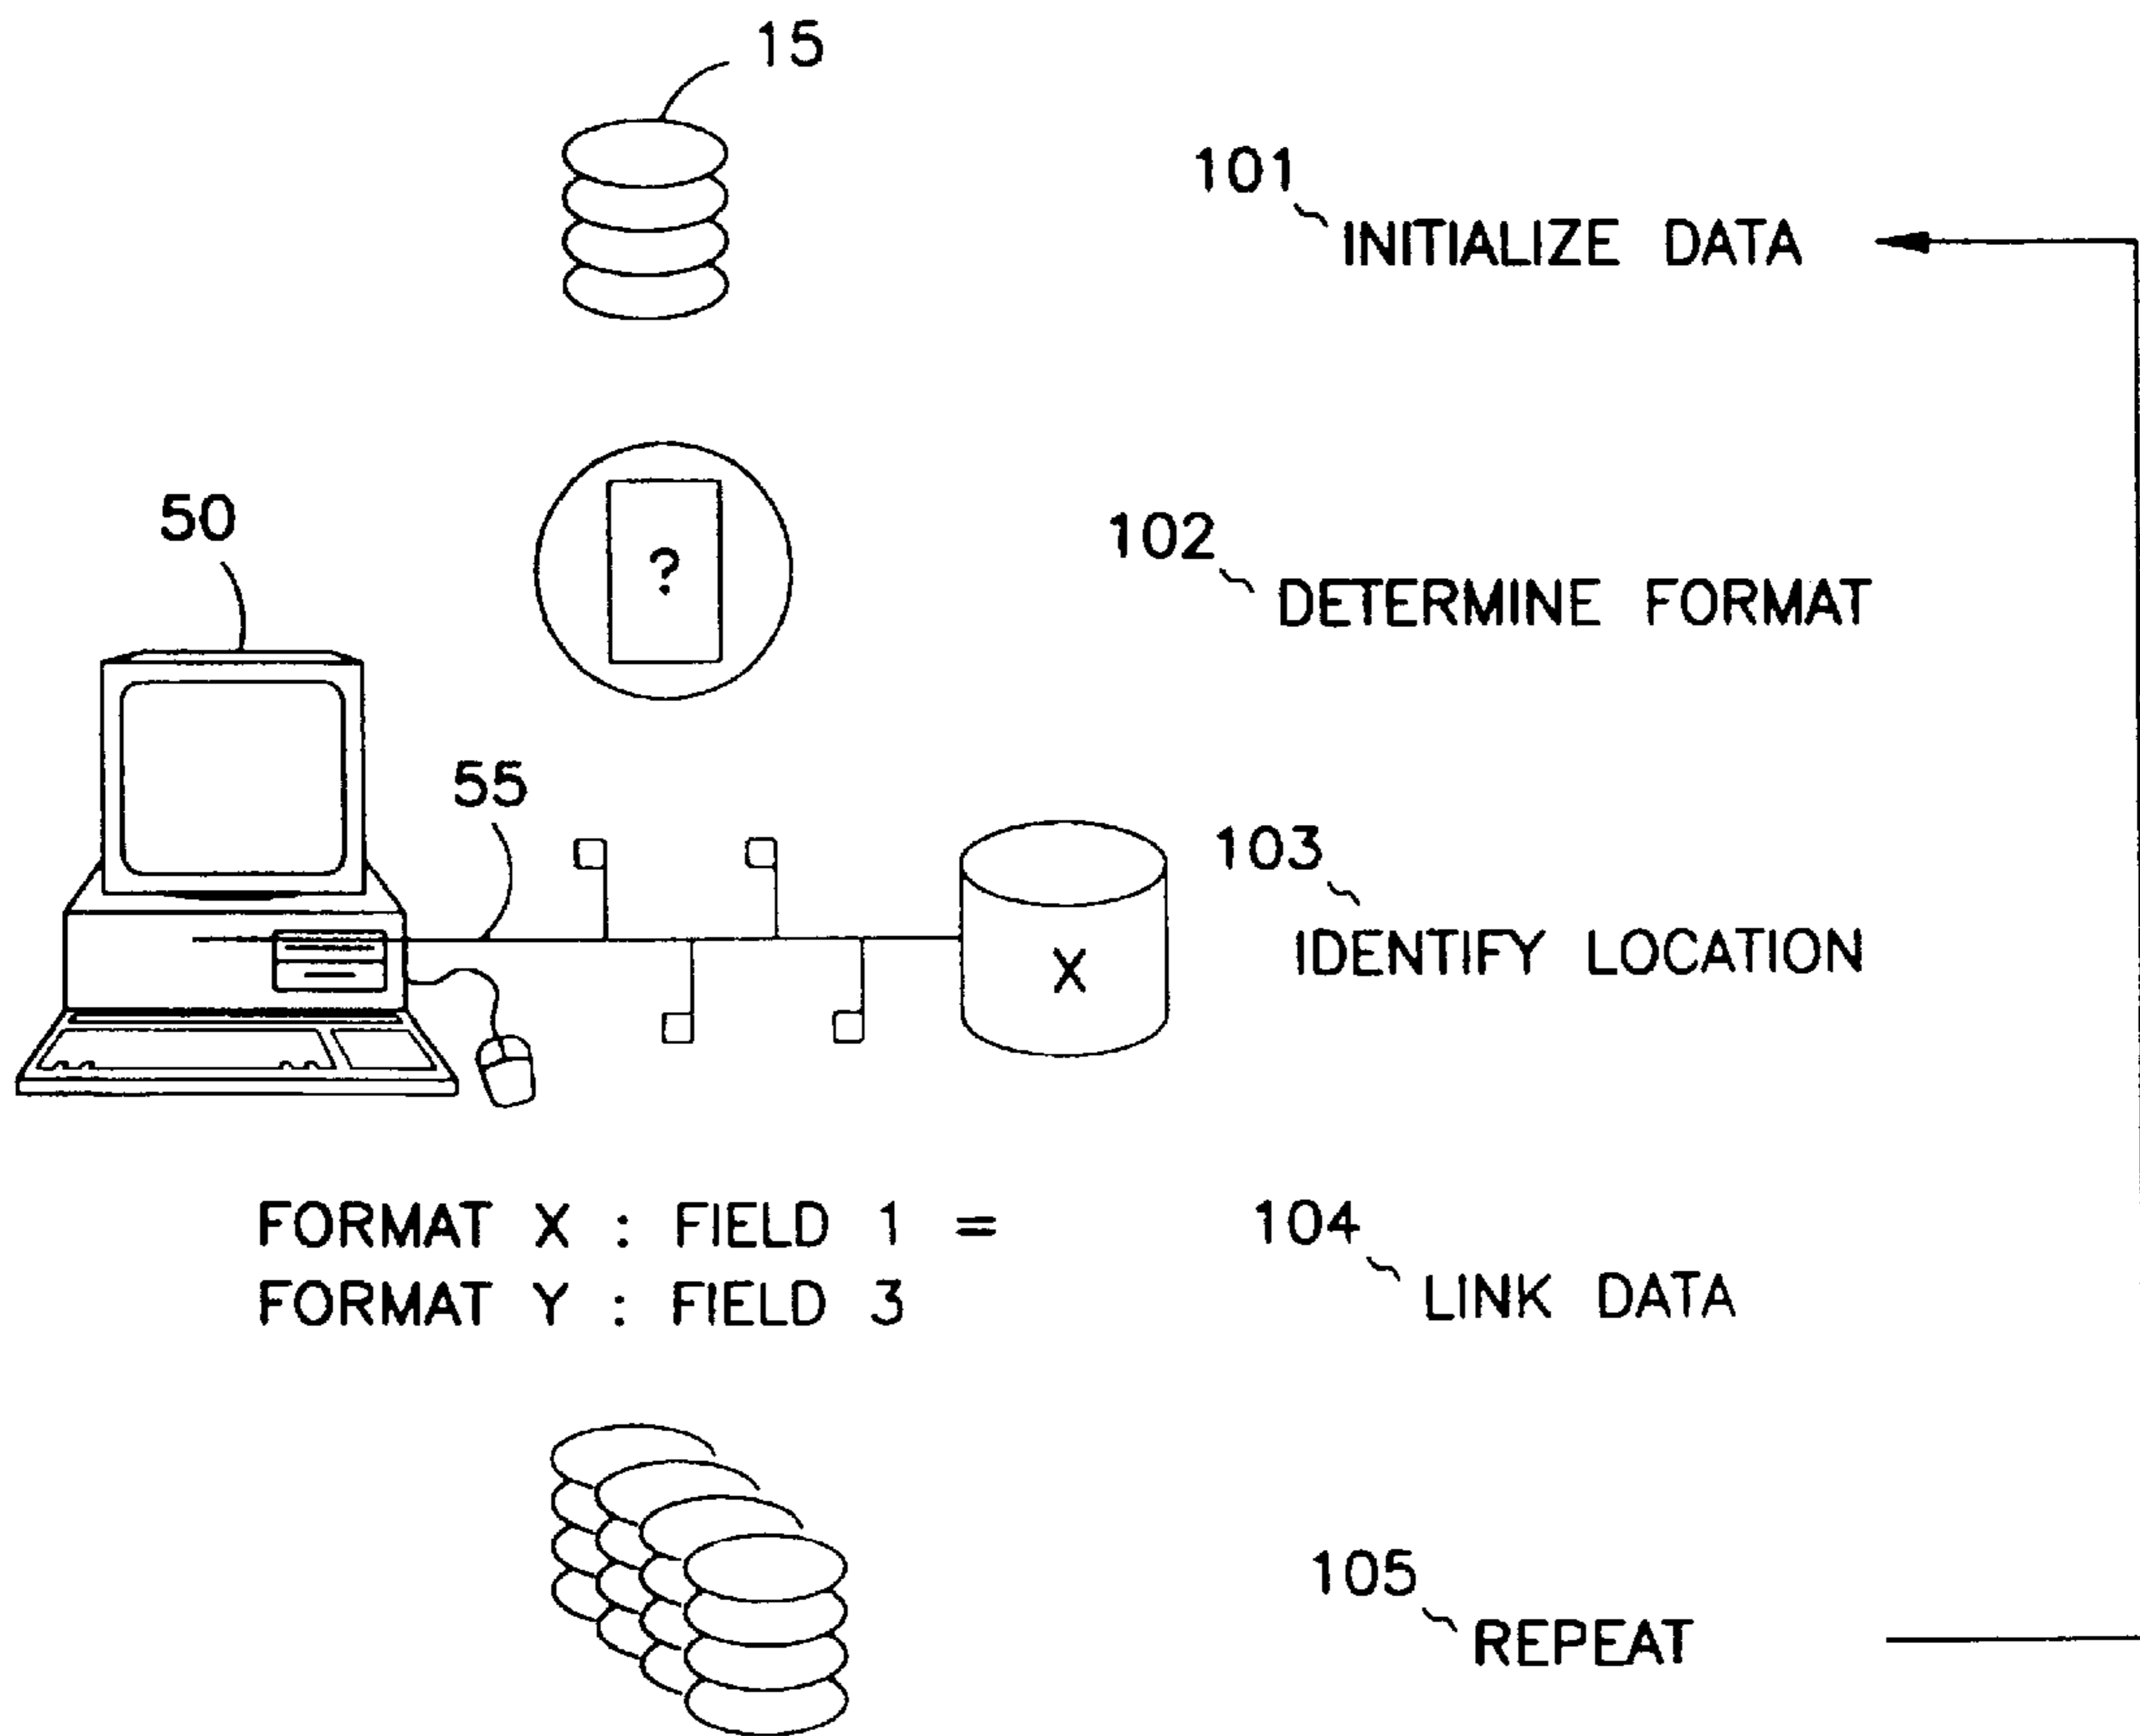 15
101
INITIALIZE DATA
50
?
102
DETERMINE FORMAT
55
103
X
IDENTIFY LOCATION
FORMAT X : FIELD 1 =
FORMAT Y : FIELD 3
104
LINK DATA
105
REPEAT